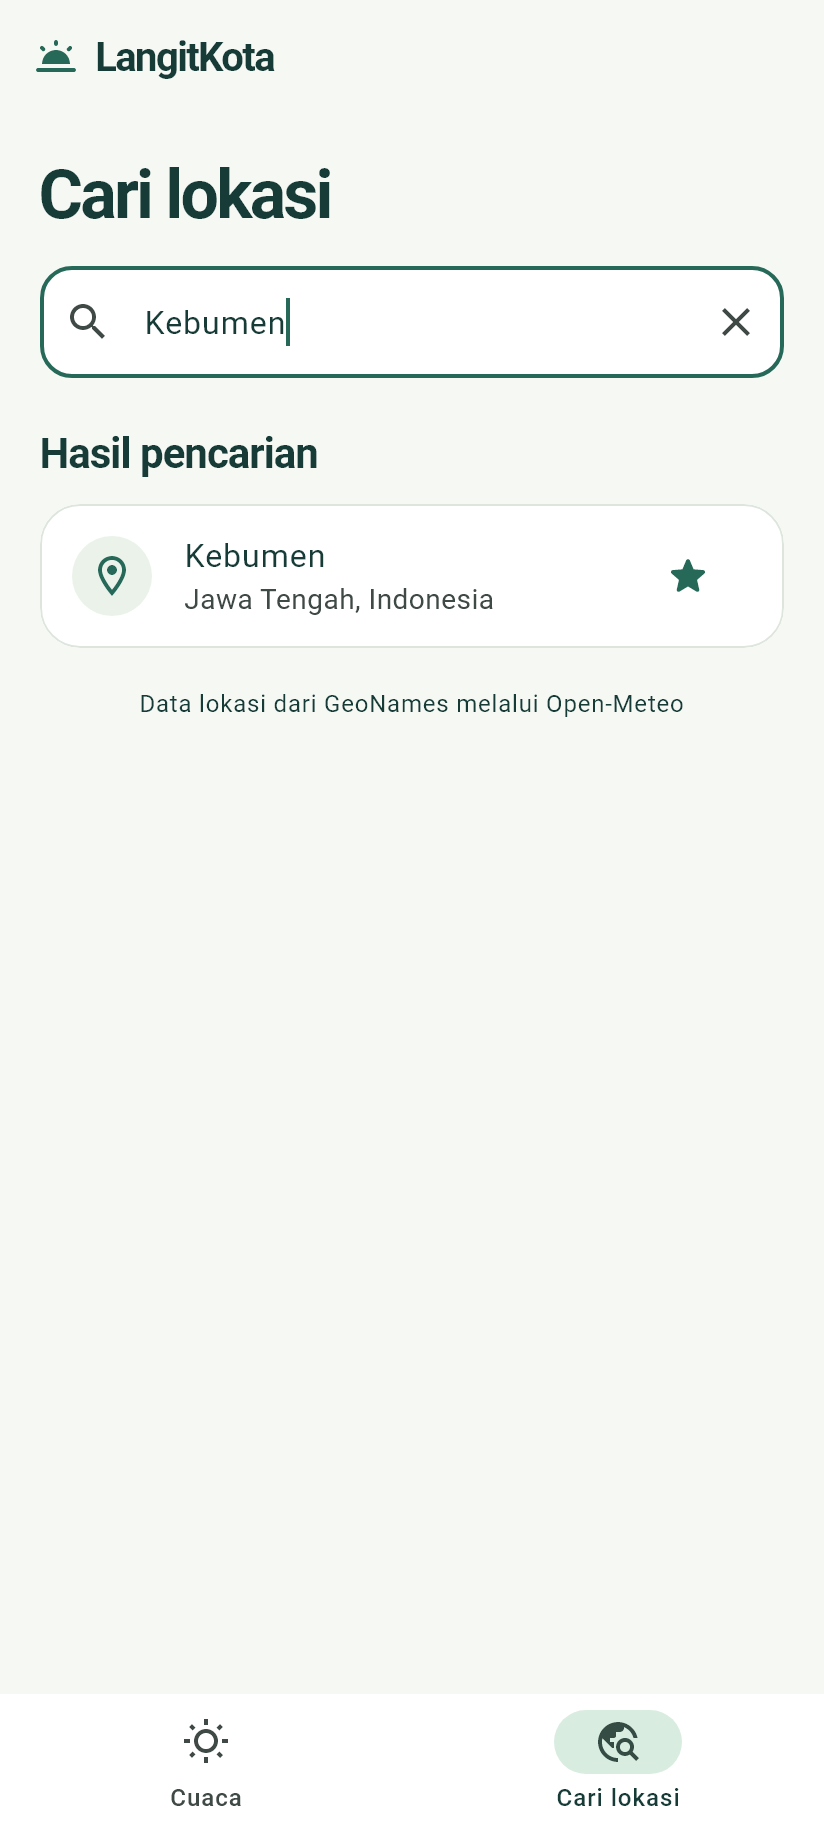 LangitKota
Cari lokasi
Kebumen
Hasil pencarian
Kebumen
Jawa Tengah, Indonesia
Data lokasi dari GeoNames melalui Open-Meteo
Cuaca
Cari lokasi